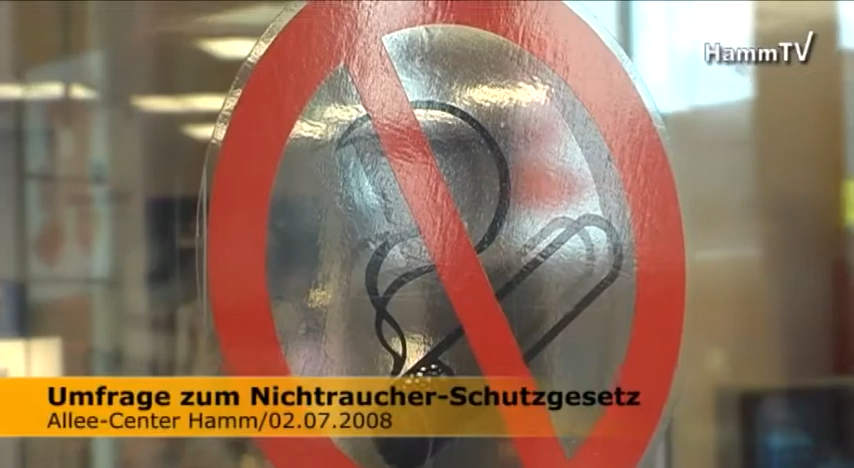 HammTV
Umfrage zum Nichtraucher-Schutzgesetz
Allee-Center Hamm/02.07.2008